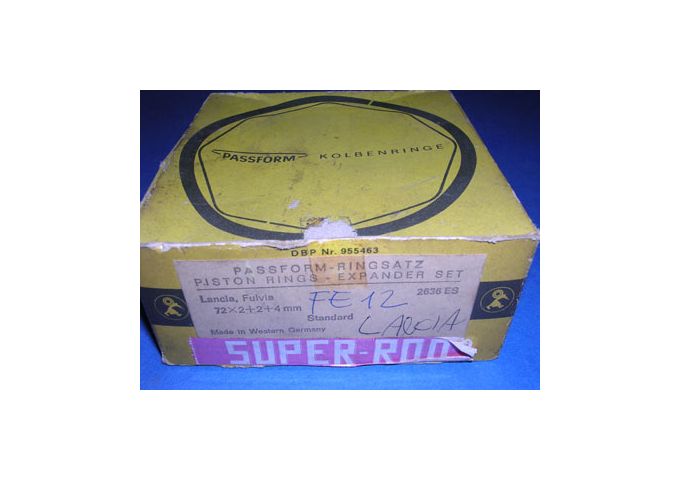 PASSFORM KOLBENRINGE
DBP Nr. 955463
PASSFORM-RINGSATZ
PISTON RINGS - EXPANDER SET
Lancia, Fulvia FE 12 2636 ES
72×2+2+4 mm
Standard LANCIA
Made in Western Germany
SUPER-ROD